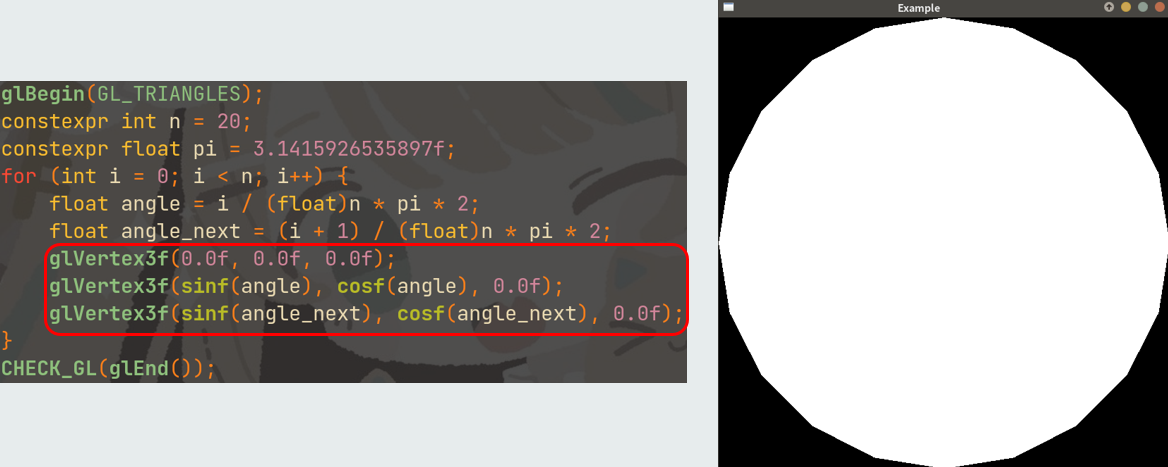 glBegin(GL_TRIANGLES);
constexpr int n = 20;
constexpr float pi = 3.1415926535897f;
for (int i = 0; i < n; i++) {
    float angle = i / (float)n * pi * 2;
    float angle_next = (i + 1) / (float)n * pi * 2;
    glVertex3f(0.0f, 0.0f, 0.0f);
    glVertex3f(sinf(angle), cosf(angle), 0.0f);
    glVertex3f(sinf(angle_next), cosf(angle_next), 0.0f);
}
CHECK_GL(glEnd());
Example